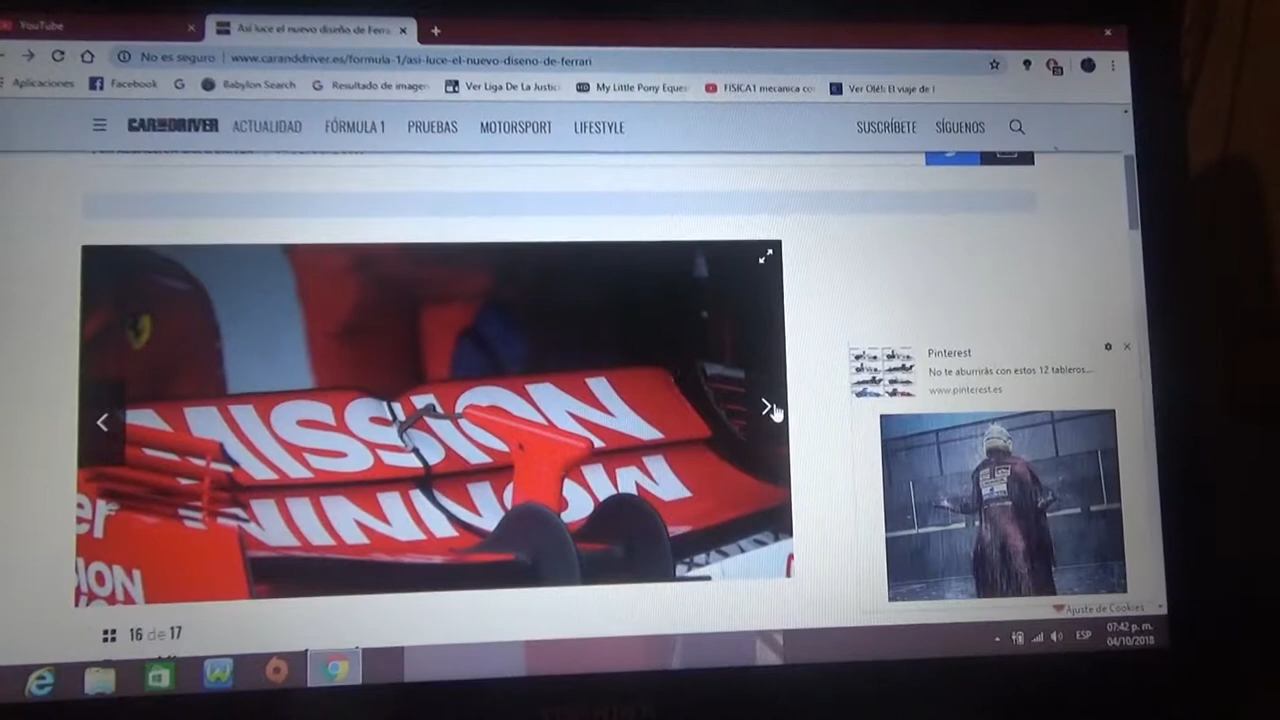 YouTube
Así luce el nuevo diseño de Ferra
No es seguro | www.caranddriver.es/formula-1/asi-luce-el-nuevo-diseno-de-ferrari
Aplicaciones Facebook G Babylon Search Resultado de imagen Ver Liga De La Justic My Little Pony Eques FISICA1 mecanica co Ver Olé!: El viaje de
CAR AND DRIVER ACTUALIDAD FÓRMULA 1 PRUEBAS MOTORSPORT LIFESTYLE SUSCRÍBETE SÍGUENOS
Pinterest
No te aburrirás con estos 12 tableros...
www.pinterest.es
MISSION
WINNOW
er
ION
16 de 17
Ajuste de Cookies
ESP
07:42 p. m.
04/10/2018